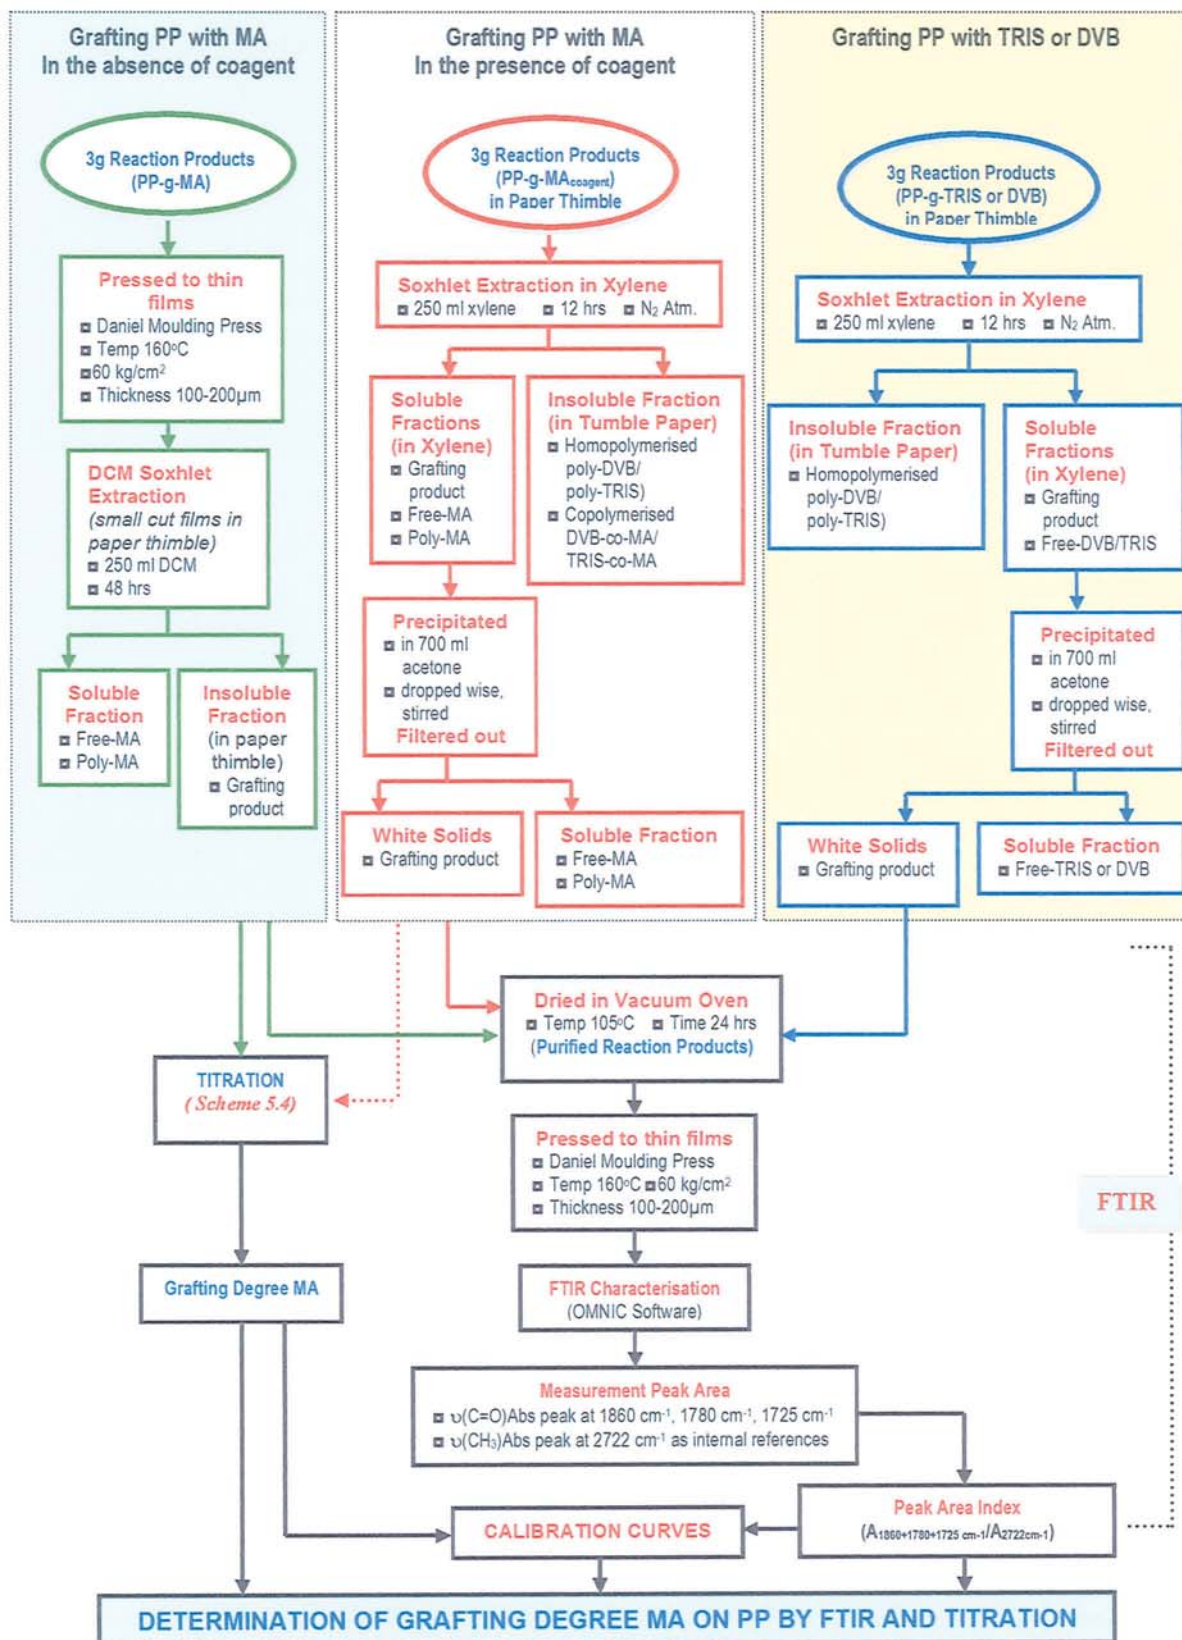 Grafting PP with MA
In the absence of coagent
3g Reaction Products
(PP-g-MA)
Pressed to thin
films
◘ Daniel Moulding Press
◘ Temp 160ºC
◘60 kg/cm²
◘ Thickness 100-200µm
DCM Soxhlet
Extraction
(small cut films in
paper thimble)
◘ 250 ml DCM
◘ 48 hrs
Soluble
Fraction
◘ Free-MA
◘ Poly-MA
Insoluble
Fraction
(in paper
thimble)
◘ Grafting
product
Grafting PP with MA
In the presence of coagent
3g Reaction Products
(PP-g-MAcoagent)
in Paper Thimble
Soxhlet Extraction in Xylene
◘ 250 ml xylene ◘ 12 hrs ◘ N₂ Atm.
Soluble
Fractions
(in Xylene)
◘ Grafting
product
◘ Free-MA
◘ Poly-MA
Insoluble Fraction
(in Tumble Paper)
◘ Homopolymerised
poly-DVB/
poly-TRIS)
◘ Copolymerised
DVB-co-MA/
TRIS-co-MA
Precipitated
◘ in 700 ml
acetone
◘ dropped wise,
stirred
Filtered out
White Solids
◘ Grafting product
Soluble Fraction
◘ Free-MA
◘ Poly-MA
Grafting PP with TRIS or DVB
3g Reaction Products
(PP-g-TRIS or DVB)
in Paper Thimble
Soxhlet Extraction in Xylene
◘ 250 ml xylene ◘ 12 hrs ◘ N₂ Atm.
Insoluble Fraction
(in Tumble Paper)
◘ Homopolymerised
poly-DVB/
poly-TRIS)
Soluble
Fractions
(in Xylene)
◘ Grafting
product
◘ Free-DVB/TRIS
Precipitated
◘ in 700 ml
acetone
◘ dropped wise,
stirred
Filtered out
White Solids
◘ Grafting product
Soluble Fraction
◘ Free-TRIS or DVB
Dried in Vacuum Oven
◘ Temp 105ºC ◘ Time 24 hrs
(Purified Reaction Products)
TITRATION
( Scheme 5.4)
Pressed to thin films
◘ Daniel Moulding Press
◘ Temp 160ºC ◘60 kg/cm²
◘ Thickness 100-200µm
FTIR
Grafting Degree MA
FTIR Characterisation
(OMNIC Software)
Measurement Peak Area
◘ υ(C=O)Abs peak at 1860 cm⁻¹, 1780 cm⁻¹, 1725 cm⁻¹
◘ υ(CH₃)Abs peak at 2722 cm⁻¹ as internal references
Peak Area Index
(A1860+1780+1725 cm-1/A2722cm-1)
CALIBRATION CURVES
DETERMINATION OF GRAFTING DEGREE MA ON PP BY FTIR AND TITRATION